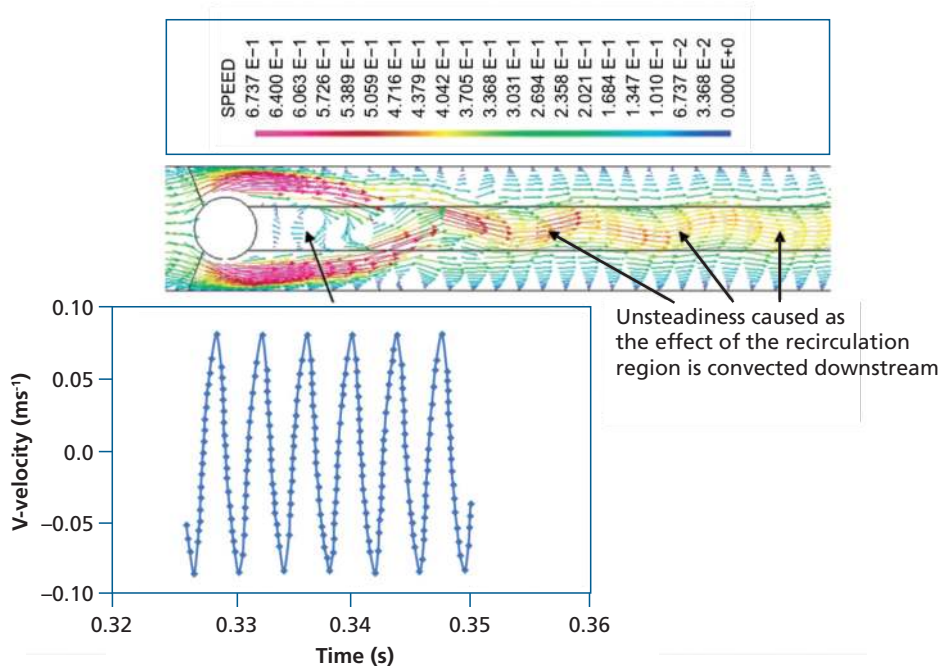 SPEED
6.737 E−1
6.400 E−1
6.063 E−1
5.726 E−1
5.389 E−1
5.059 E−1
4.716 E−1
4.379 E−1
4.042 E−1
3.705 E−1
3.368 E−1
3.031 E−1
2.694 E−1
2.358 E−1
2.021 E−1
1.684 E−1
1.347 E−1
1.010 E−1
6.737 E−2
3.368 E−2
0.000 E+0
Unsteadiness caused as
the effect of the recirculation
region is convected downstream
V-velocity (ms⁻¹)
0.10
0.05
0.0
−0.05
−0.10
0.32
0.33
0.34
0.35
0.36
Time (s)